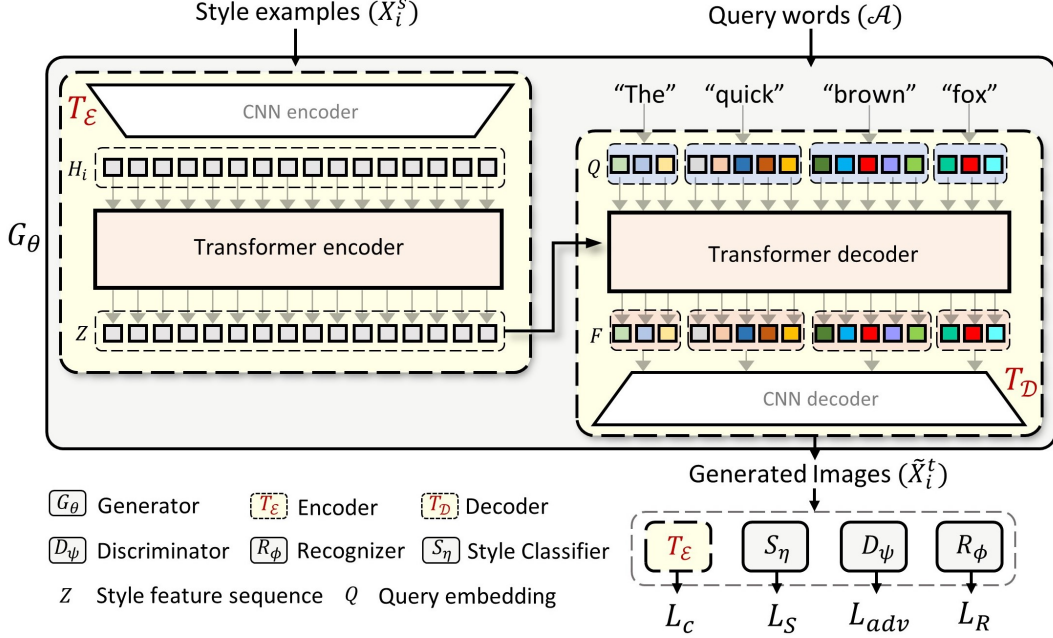 Style examples (𝑋ᵢˢ)
Query words (𝒜)
T_ℰ
CNN encoder
"The" "quick" "brown" "fox"
H_i
Q
G_θ
Transformer encoder
Transformer decoder
Z
F
CNN decoder
T_𝒟
Generated Images (X̃ᵢᵗ)
G_θ Generator T_ℰ Encoder T_𝒟 Decoder
D_ψ Discriminator R_ϕ Recognizer S_η Style Classifier
Z Style feature sequence Q Query embedding
T_ℰ S_η D_ψ R_ϕ
L_c L_S L_adv L_R